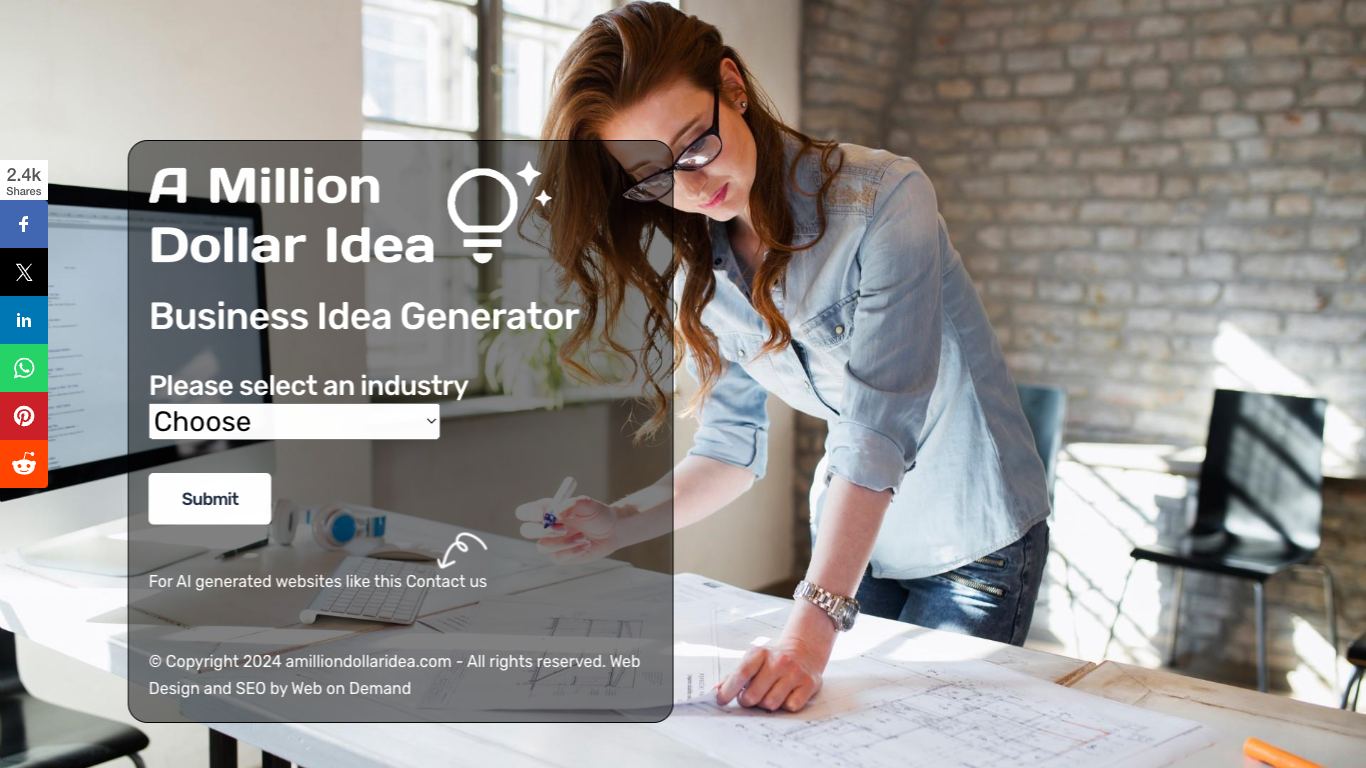 2.4k
Shares
A Million
Dollar Idea
Business Idea Generator
Please select an industry
Choose
Submit
For AI generated websites like this Contact us
© Copyright 2024 amilliondollaridea.com - All rights reserved. Web
Design and SEO by Web on Demand